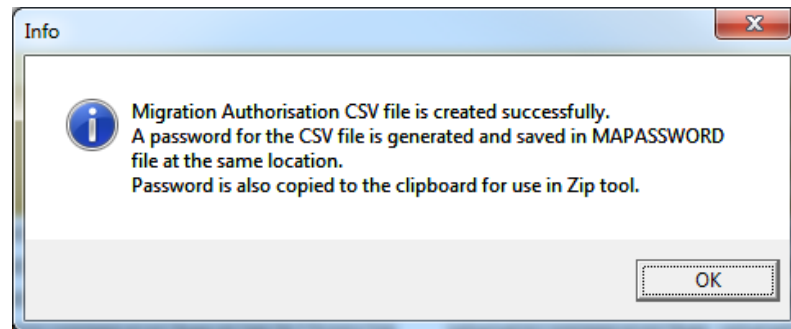 Info
Migration Authorisation CSV file is created successfully.
A password for the CSV file is generated and saved in MAPASSWORD
file at the same location.
Password is also copied to the clipboard for use in Zip tool.
OK